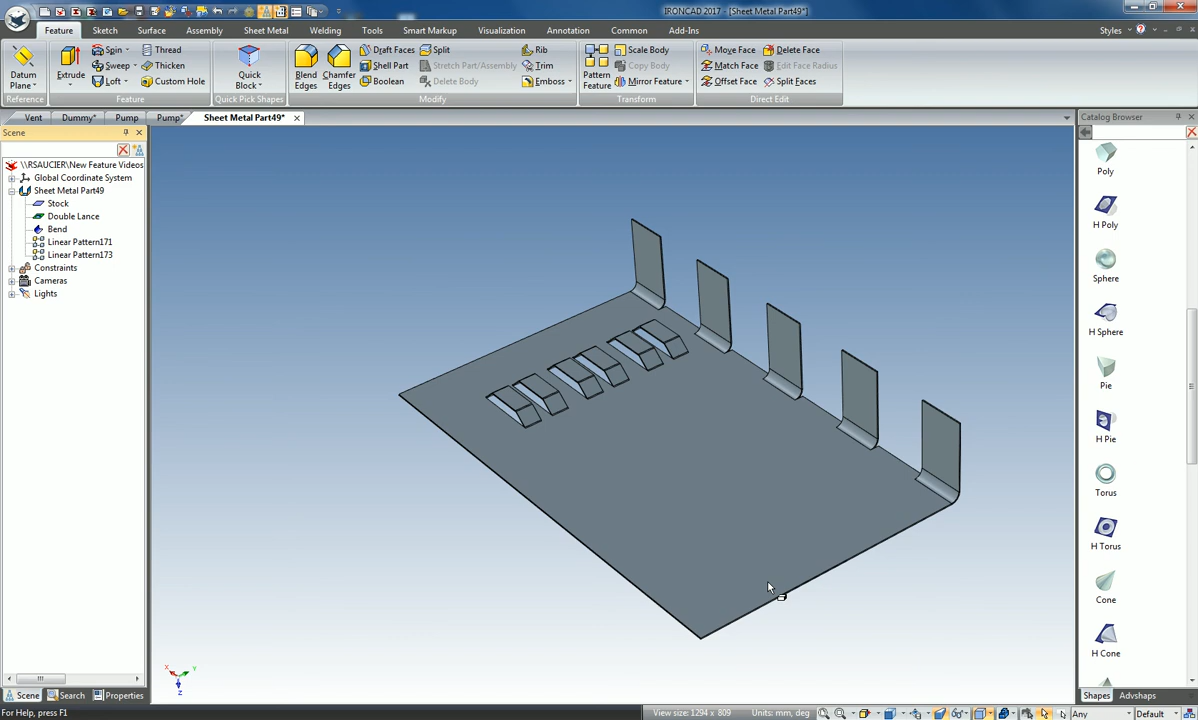 IRONCAD 2017 - [Sheet Metal Part49*]
Feature Sketch Surface Assembly Sheet Metal Welding Tools Smart Markup Visualization Annotation Common Add-Ins Styles
Datum Plane
Reference
Extrude
Spin
Sweep
Loft
Thread
Thicken
Custom Hole
Feature
Quick Block
Quick Pick Shapes
Blend Edges
Chamfer Edges
Draft Faces
Shell Part
Boolean
Split
Stretch Part/Assembly
Delete Body
Rib
Trim
Emboss
Modify
Pattern Feature
Scale Body
Copy Body
Mirror Feature
Transform
Move Face
Match Face
Offset Face
Delete Face
Edit Face Radius
Split Faces
Direct Edit
Vent Dummy* Pump Pump* Sheet Metal Part49*
Scene
\\RSAUCIER\New Feature Videos
Global Coordinate System
Sheet Metal Part49
Stock
Double Lance
Bend
Linear Pattern171
Linear Pattern173
Constraints
Cameras
Lights
X Y
Z
Catalog Browser
Poly
H Poly
Sphere
H Sphere
Pie
H Pie
Torus
H Torus
Cone
H Cone
Scene Search Properties
Shapes Advshaps
For Help, press F1
View size: 1294 x 809 Units: mm, deg
Any
Default